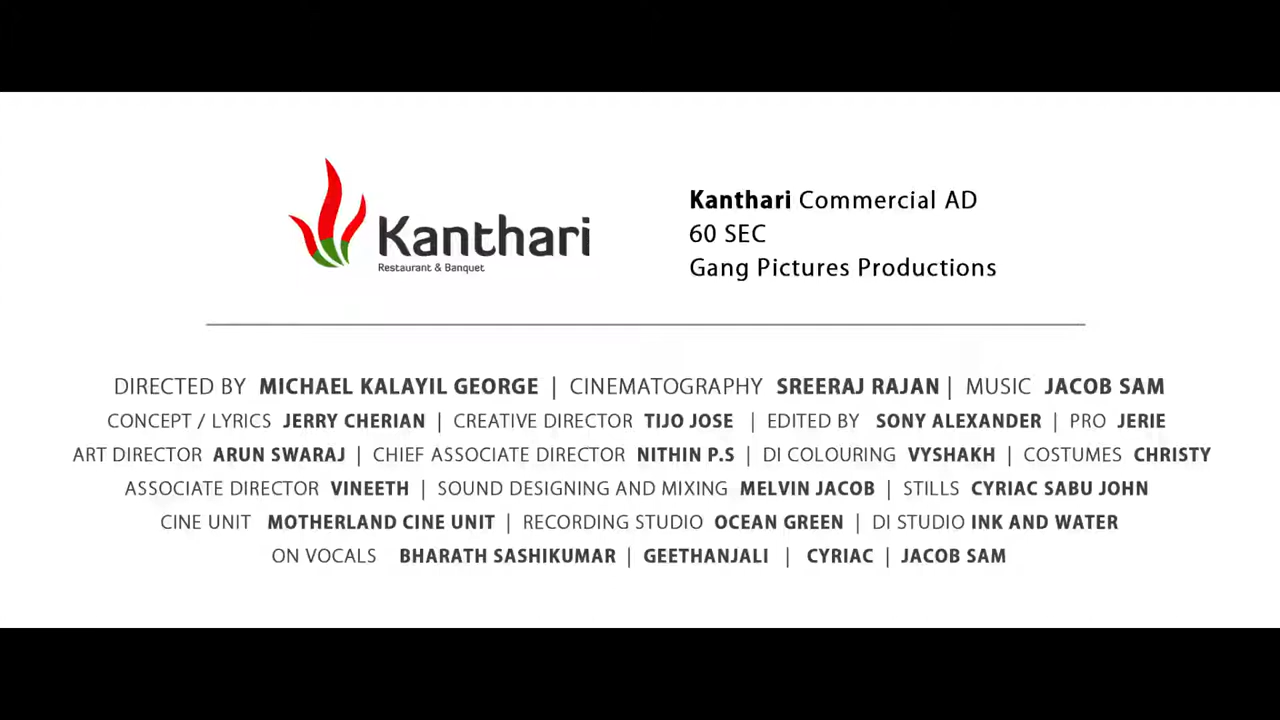 Kanthari
Restaurant & Banquet
Kanthari Commercial AD
60 SEC
Gang Pictures Productions
DIRECTED BY MICHAEL KALAYIL GEORGE | CINEMATOGRAPHY SREERAJ RAJAN | MUSIC JACOB SAM
CONCEPT / LYRICS JERRY CHERIAN | CREATIVE DIRECTOR TIJO JOSE | EDITED BY SONY ALEXANDER | PRO JERIE
ART DIRECTOR ARUN SWARAJ | CHIEF ASSOCIATE DIRECTOR NITHIN P.S | DI COLOURING VYSHAKH | COSTUMES CHRISTY
ASSOCIATE DIRECTOR VINEETH | SOUND DESIGNING AND MIXING MELVIN JACOB | STILLS CYRIAC SABU JOHN
CINE UNIT MOTHERLAND CINE UNIT | RECORDING STUDIO OCEAN GREEN | DI STUDIO INK AND WATER
ON VOCALS BHARATH SASHIKUMAR | GEETHANJALI | CYRIAC | JACOB SAM